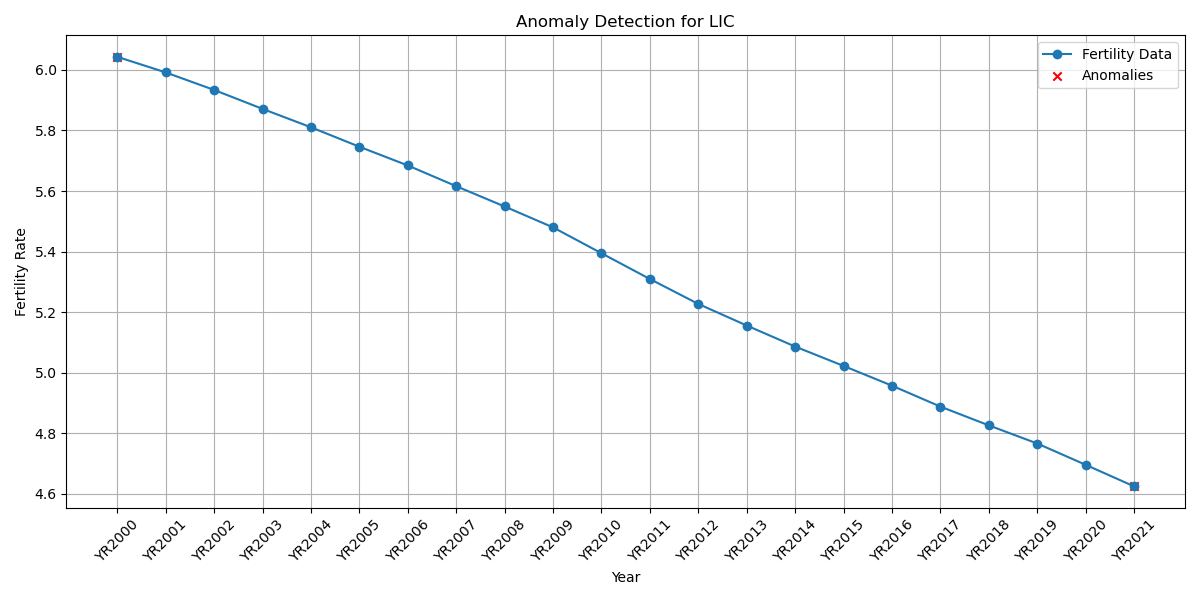 Anomaly Detection for LIC
Fertility Data
Anomalies
Fertility Rate
6.0
5.8
5.6
5.4
5.2
5.0
4.8
4.6
YR2000
YR2001
YR2002
YR2003
YR2004
YR2005
YR2006
YR2007
YR2008
YR2009
YR2010
YR2011
YR2012
YR2013
YR2014
YR2015
YR2016
YR2017
YR2018
YR2019
YR2020
YR2021
Year